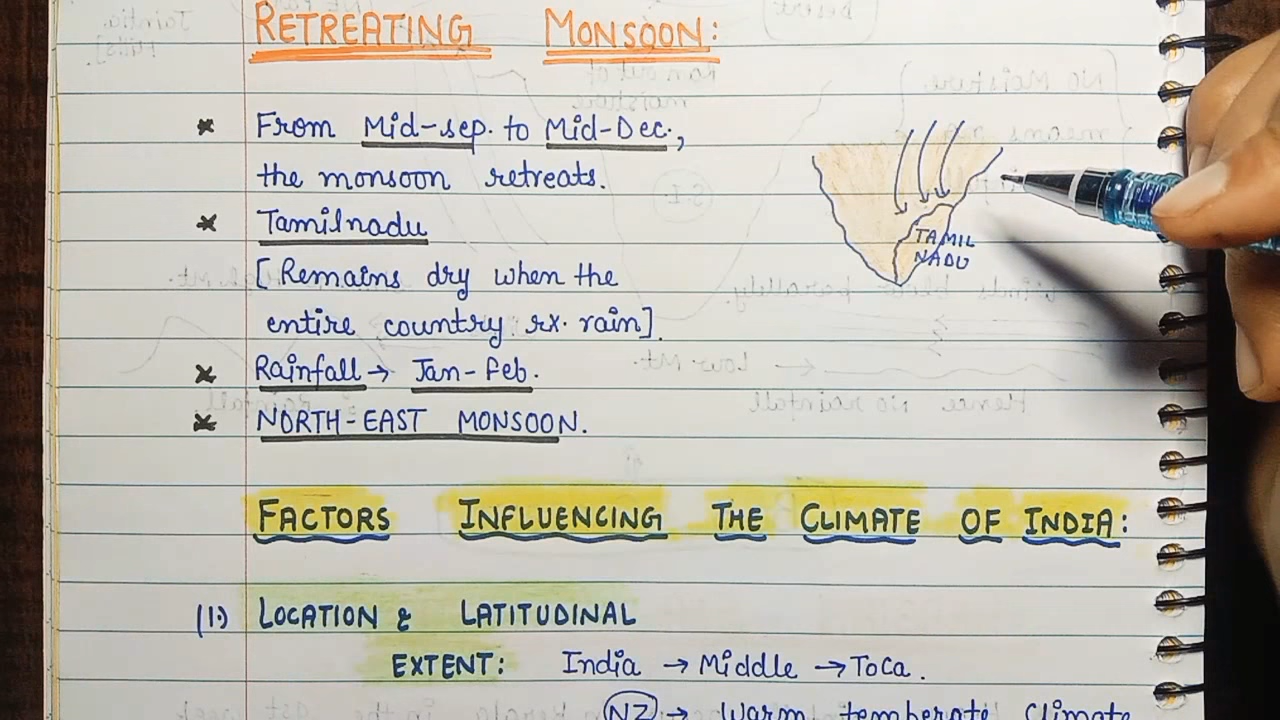 RETREATING MONSOON:
* From Mid-sep. to Mid-Dec.,
the monsoon retreats.
* Tamilnadu
[Remains dry when the
entire country rx. rain].
* Rainfall → Jan-Feb.
* NORTH-EAST MONSOON.
TAMIL
NADU
FACTORS INFLUENCING THE CLIMATE OF INDIA:
(1:) LOCATION & LATITUDINAL
EXTENT: India → Middle → ToCa.
NZ → Warm temperate climate